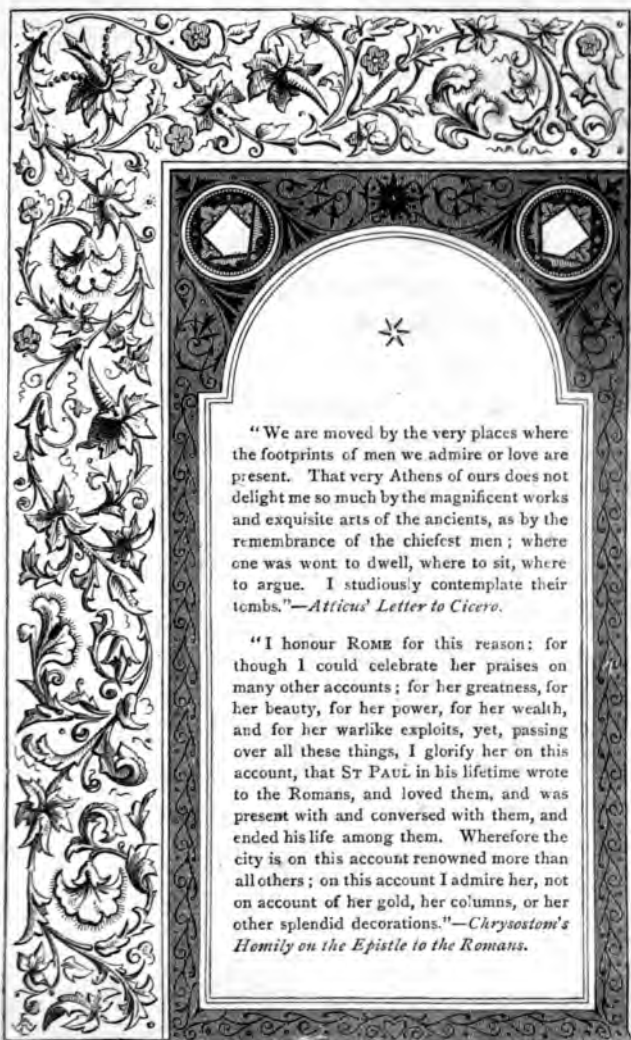 "We are moved by the very places where
the footprints of men we admire or love are
present. That very Athens of ours does not
delight me so much by the magnificent works
and exquisite arts of the ancients, as by the
remembrance of the chiefest men; where
one was wont to dwell, where to sit, where
to argue. I studiously contemplate their
tombs."—Atticus' Letter to Cicero.
"I honour ROME for this reason: for
though I could celebrate her praises on
many other accounts; for her greatness, for
her beauty, for her power, for her wealth,
and for her warlike exploits, yet, passing
over all these things, I glorify her on this
account, that ST PAUL in his lifetime wrote
to the Romans, and loved them, and was
present with and conversed with them, and
ended his life among them. Wherefore the
city is on this account renowned more than
all others; on this account I admire her, not
on account of her gold, her columns, or her
other splendid decorations."—Chrysostom's
Homily on the Epistle to the Romans.